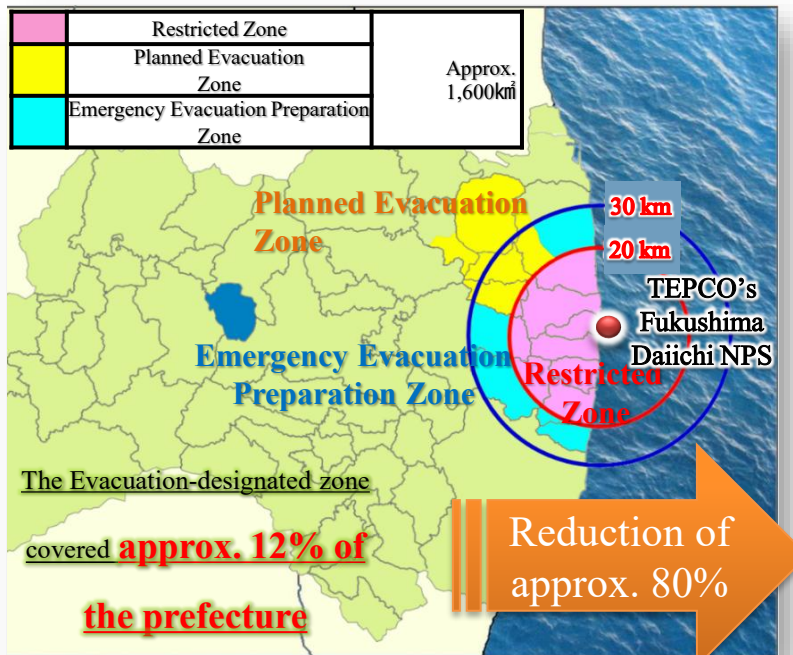 Restricted Zone
Planned Evacuation
Zone
Emergency Evacuation Preparation
Zone
Approx.
1,600㎢
Planned Evacuation
Zone
30 km
20 km
TEPCO's
Fukushima
Daiichi NPS
Emergency Evacuation
Preparation Zone
Restricted
Zone
The Evacuation-designated zone
covered approx. 12% of
the prefecture
Reduction of
approx. 80%